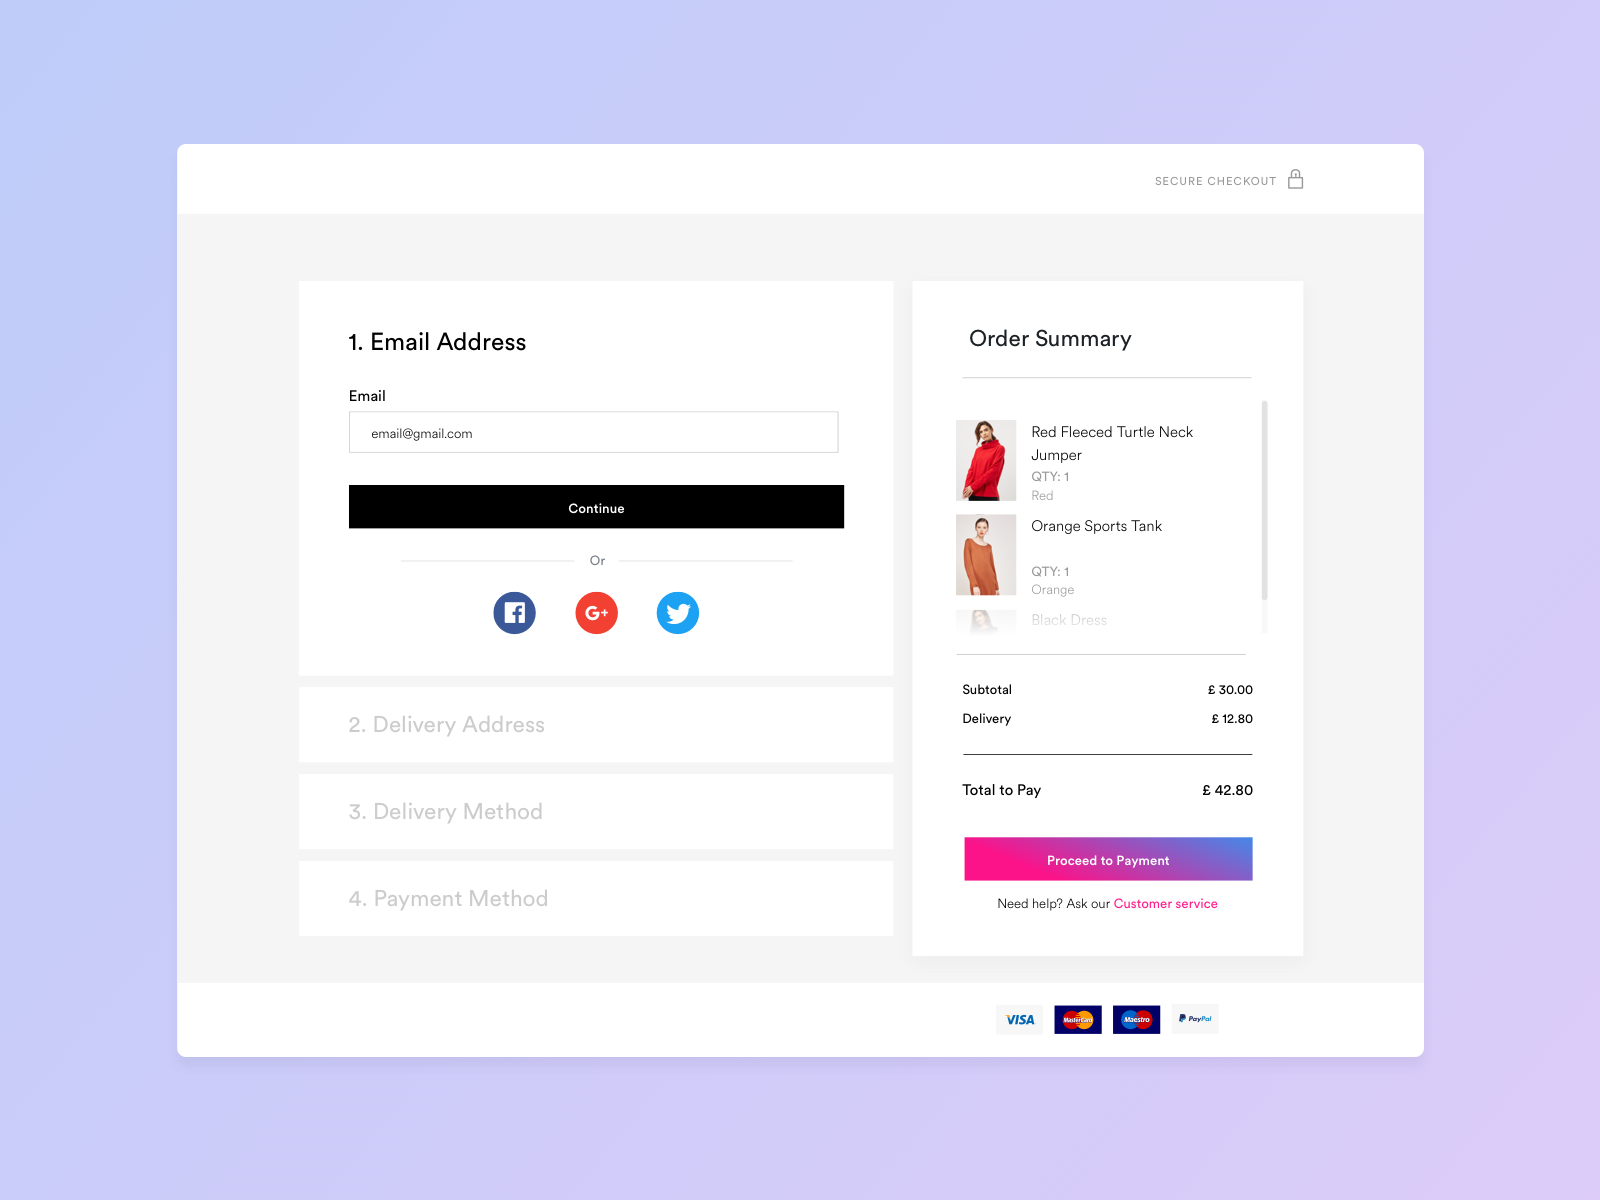 SECURE CHECKOUT
1. Email Address
Email
email@gmail.com
Continue
Or
G+
2. Delivery Address
3. Delivery Method
4. Payment Method
Order Summary
Red Fleeced Turtle Neck
Jumper
QTY: 1
Red
Orange Sports Tank
QTY: 1
Orange
Black Dress
Subtotal £ 30.00
Delivery £ 12.80
Total to Pay £ 42.80
Proceed to Payment
Need help? Ask our Customer service
VISA MasterCard Maestro PayPal